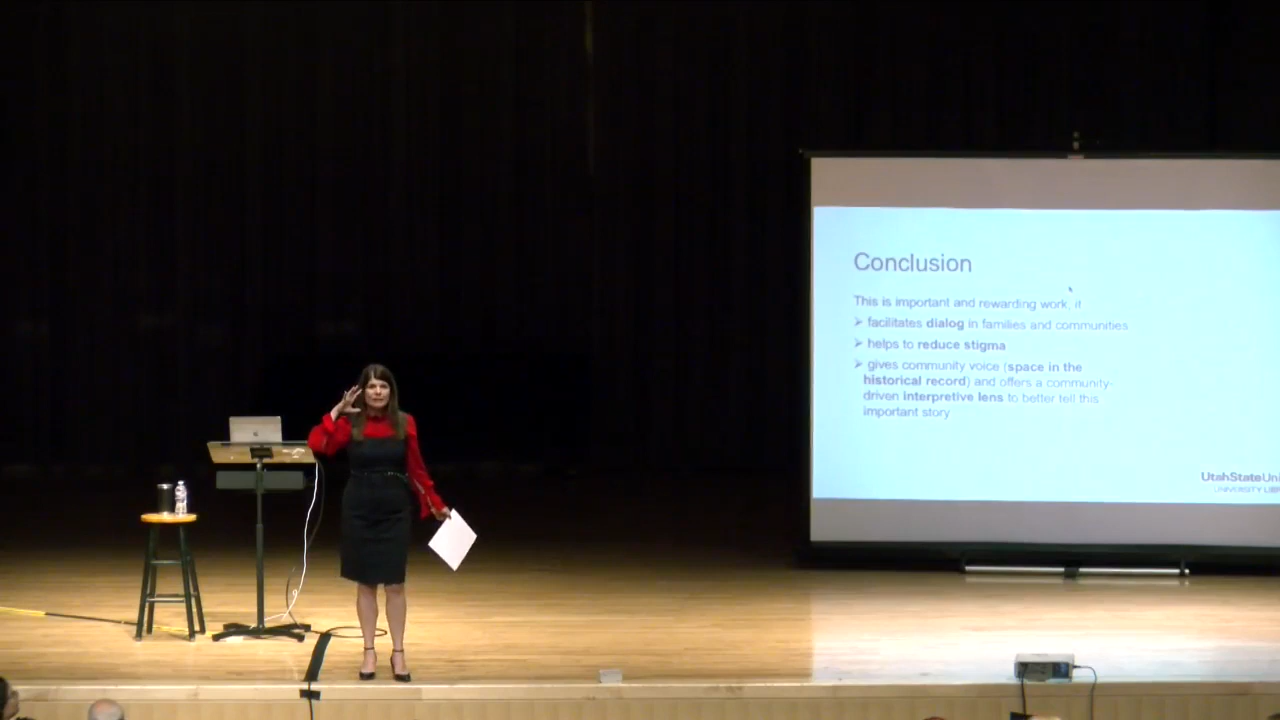 Conclusion
This is important and rewarding work, it
➢ facilitates dialog in families and communities
➢ helps to reduce stigma
➢ gives community voice (space in the
historical record) and offers a community-
driven interpretive lens to better tell this
important story
UtahStateUni
UNIVERSITY LIB